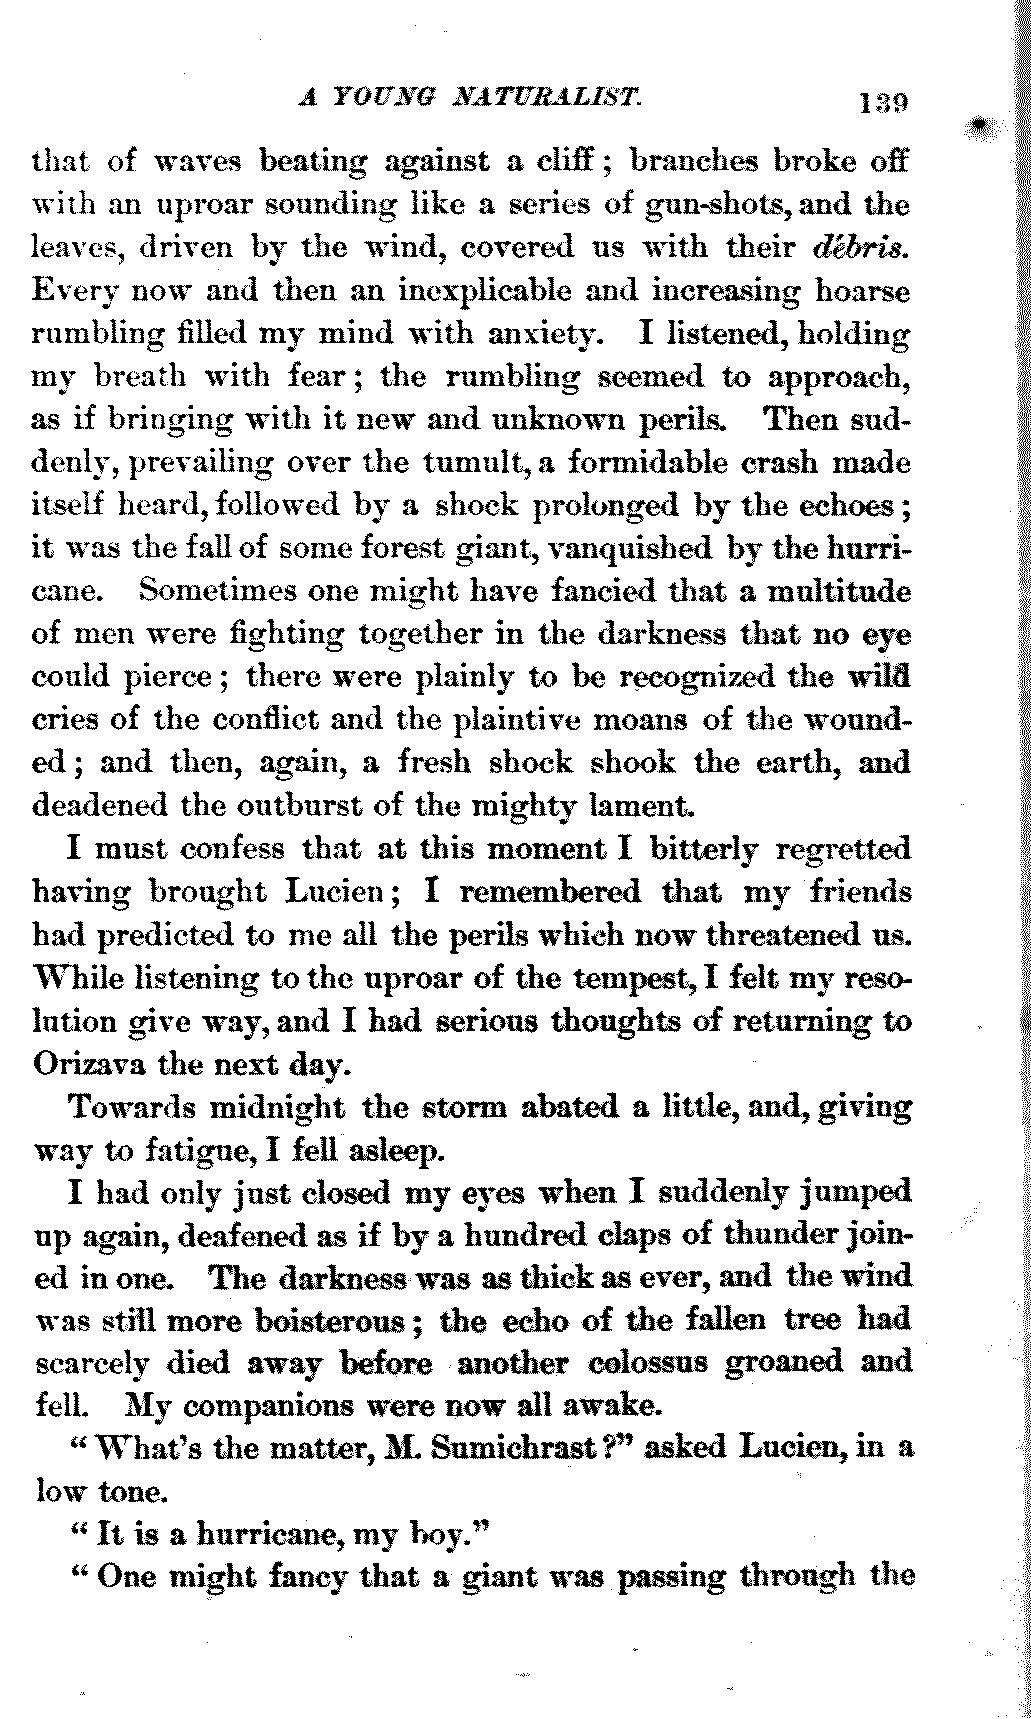 A YOUNG NATURALIST. 139
that of waves beating against a cliff; branches broke off
with an uproar sounding like a series of gun-shots, and the
leaves, driven by the wind, covered us with their débris.
Every now and then an inexplicable and increasing hoarse
rumbling filled my mind with anxiety. I listened, holding
my breath with fear; the rumbling seemed to approach,
as if bringing with it new and unknown perils. Then sud-
denly, prevailing over the tumult, a formidable crash made
itself heard, followed by a shock prolonged by the echoes;
it was the fall of some forest giant, vanquished by the hurri-
cane. Sometimes one might have fancied that a multitude
of men were fighting together in the darkness that no eye
could pierce; there were plainly to be recognized the wild
cries of the conflict and the plaintive moans of the wound-
ed; and then, again, a fresh shock shook the earth, and
deadened the outburst of the mighty lament.
I must confess that at this moment I bitterly regretted
having brought Lucien; I remembered that my friends
had predicted to me all the perils which now threatened us.
While listening to the uproar of the tempest, I felt my reso-
lution give way, and I had serious thoughts of returning to
Orizava the next day.
Towards midnight the storm abated a little, and, giving
way to fatigue, I fell asleep.
I had only just closed my eyes when I suddenly jumped
up again, deafened as if by a hundred claps of thunder join-
ed in one. The darkness was as thick as ever, and the wind
was still more boisterous; the echo of the fallen tree had
scarcely died away before another colossus groaned and
fell. My companions were now all awake.
"What's the matter, M. Sumichrast?" asked Lucien, in a
low tone.
"It is a hurricane, my boy."
"One might fancy that a giant was passing through the